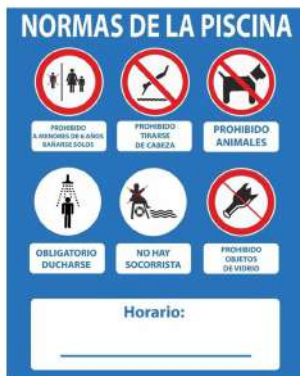 NORMAS DE LA PISCINA
PROHIBIDO
A MENORES DE 6 AÑOS
BAÑARSE SOLOS
PROHIBIDO
TIRARSE
DE CABEZA
PROHIBIDO
ANIMALES
OBLIGATORIO
DUCHARSE
NO HAY
SOCORRISTA
PROHIBIDO
OBJETOS
DE VIDRIO
Horario: